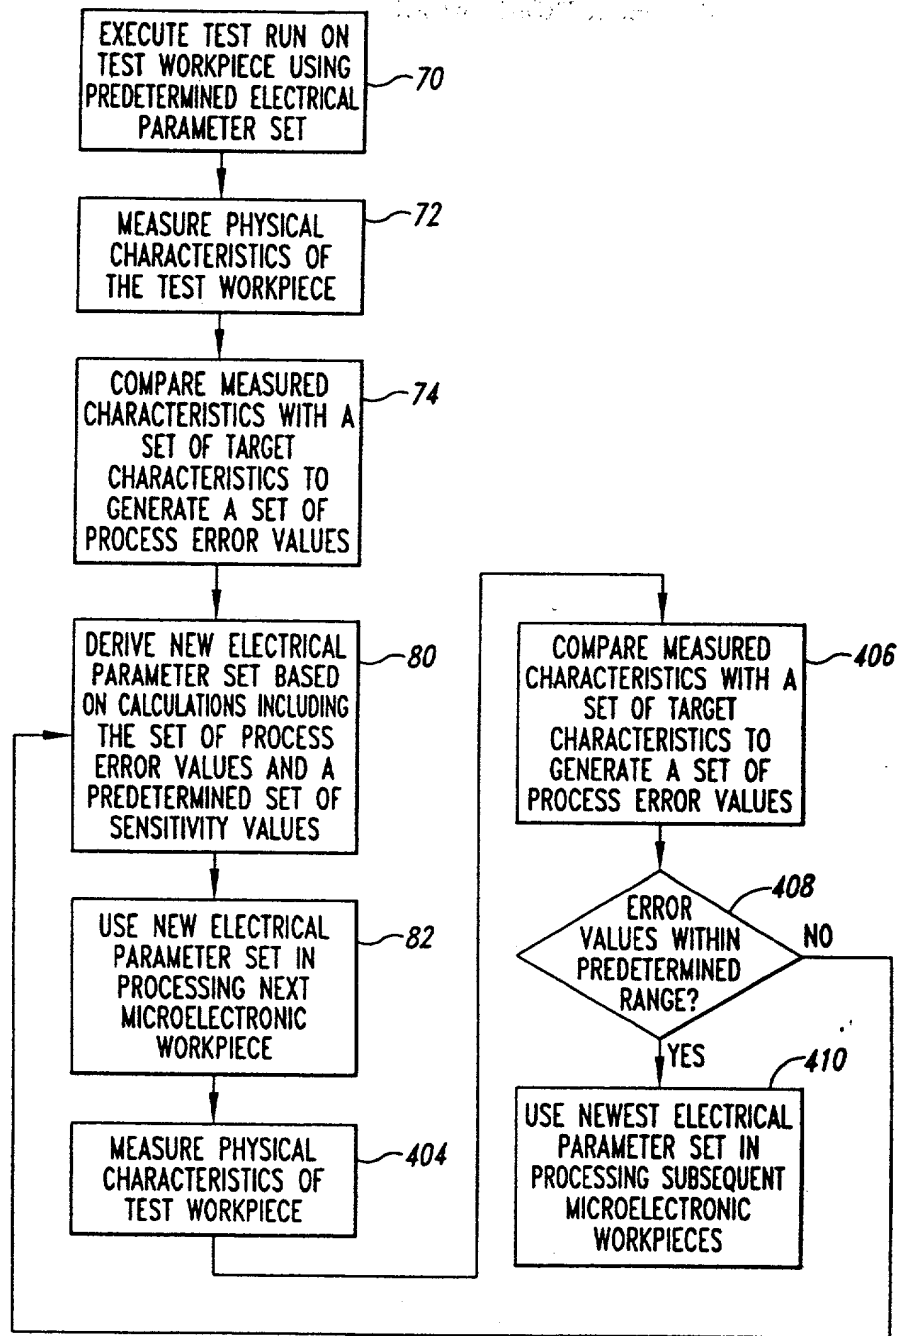 EXECUTE TEST RUN ON
TEST WORKPIECE USING
PREDETERMINED ELECTRICAL
PARAMETER SET
70
MEASURE PHYSICAL
CHARACTERISTICS OF
THE TEST WORKPIECE
72
COMPARE MEASURED
CHARACTERISTICS WITH A
SET OF TARGET
CHARACTERISTICS TO
GENERATE A SET OF
PROCESS ERROR VALUES
74
DERIVE NEW ELECTRICAL
PARAMETER SET BASED
ON CALCULATIONS INCLUDING
THE SET OF PROCESS
ERROR VALUES AND A
PREDETERMINED SET OF
SENSITIVITY VALUES
80
USE NEW ELECTRICAL
PARAMETER SET IN
PROCESSING NEXT
MICROELECTRONIC
WORKPIECE
82
MEASURE PHYSICAL
CHARACTERISTICS OF
TEST WORKPIECE
404
COMPARE MEASURED
CHARACTERISTICS WITH A
SET OF TARGET
CHARACTERISTICS TO
GENERATE A SET OF
PROCESS ERROR VALUES
406
ERROR
VALUES WITHIN
PREDETERMINED
RANGE?
408
NO
YES
USE NEWEST ELECTRICAL
PARAMETER SET IN
PROCESSING SUBSEQUENT
MICROELECTRONIC
WORKPIECES
410